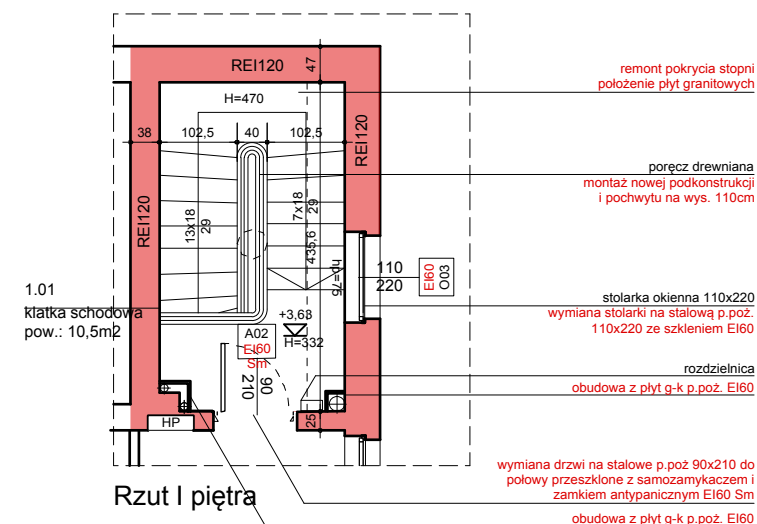 REI120
47
remont pokrycia stopni
położenie płyt granitowych
H=470
38
102,5
40
102,5
REI120
poręcz drewniana
montaż nowej podkonstrukcji
i pochwytu na wys. 110cm
REI120
13x18
29
7x18
29
435,6
hp=75
110
220
EI60
O03
1.01
klatka schodowa
pow.: 10,5m2
stolarka okienna 110x220
wymiana stolarki na stalową p.poż.
110x220 ze szkleniem EI60
+3,63
H=332
A02
EI60
Sm
90
210
rozdzielnica
obudowa z płyt g-k p.poż. EI60
HP
25
wymiana drzwi na stalowe p.poż 90x210 do
połowy przeszklone z samozamykaczem i
zamkiem antypanicznym EI60 Sm
Rzut I piętra
obudowa z płyt g-k p.poż. EI60